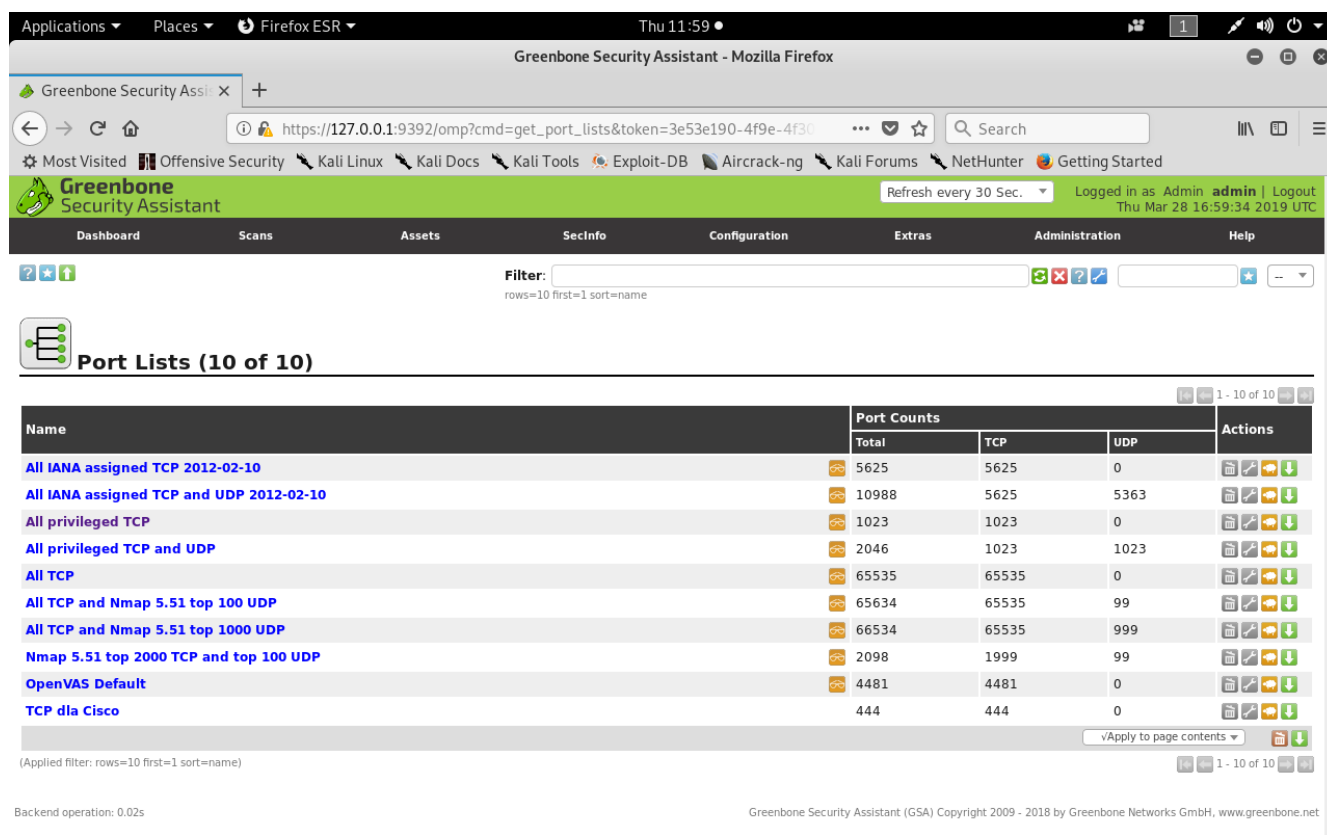 Applications Places Firefox ESR Thu 11:59 1
Greenbone Security Assistant - Mozilla Firefox
Greenbone Security Assis
https://127.0.0.1:9392/omp?cmd=get_port_lists&token=3e53e190-4f9e-4f30 Search
Most Visited Offensive Security Kali Linux Kali Docs Kali Tools Exploit-DB Aircrack-ng Kali Forums NetHunter Getting Started
Greenbone
Security Assistant
Refresh every 30 Sec.
Logged in as Admin admin | Logout
Thu Mar 28 16:59:34 2019 UTC
Dashboard Scans Assets SecInfo Configuration Extras Administration Help
Filter: --
rows=10 first=1 sort=name
Port Lists (10 of 10)
1 - 10 of 10
Name Port Counts Actions
Total TCP UDP
All IANA assigned TCP 2012-02-10 5625 5625 0
All IANA assigned TCP and UDP 2012-02-10 10988 5625 5363
All privileged TCP 1023 1023 0
All privileged TCP and UDP 2046 1023 1023
All TCP 65535 65535 0
All TCP and Nmap 5.51 top 100 UDP 65634 65535 99
All TCP and Nmap 5.51 top 1000 UDP 66534 65535 999
Nmap 5.51 top 2000 TCP and top 100 UDP 2098 1999 99
OpenVAS Default 4481 4481 0
TCP dla Cisco 444 444 0
√Apply to page contents
(Applied filter: rows=10 first=1 sort=name) 1 - 10 of 10
Backend operation: 0.02s Greenbone Security Assistant (GSA) Copyright 2009 - 2018 by Greenbone Networks GmbH, www.greenbone.net